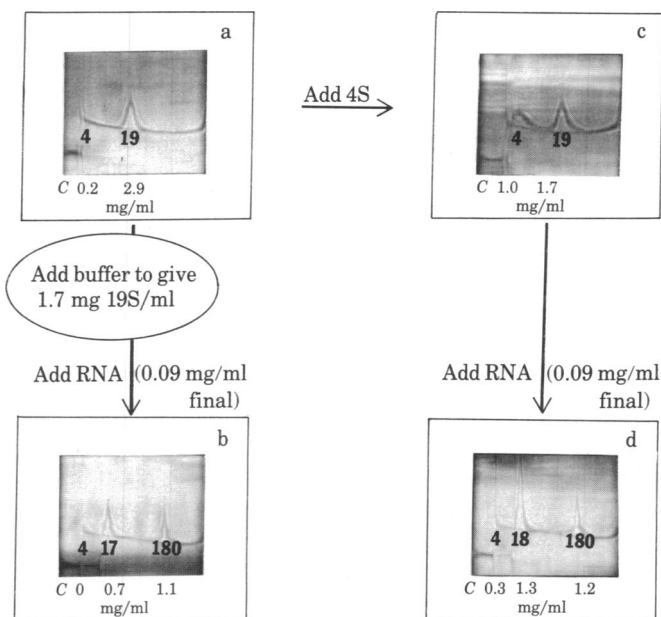 a
4 19
C 0.2 2.9
mg/ml
Add 4S
c
4 19
C 1.0 1.7
mg/ml
Add buffer to give
1.7 mg 19S/ml
Add RNA (0.09 mg/ml
final)
Add RNA (0.09 mg/ml
final)
b
4 17 180
C 0 0.7 1.1
mg/ml
d
4 18 180
C 0.3 1.3 1.2
mg/ml